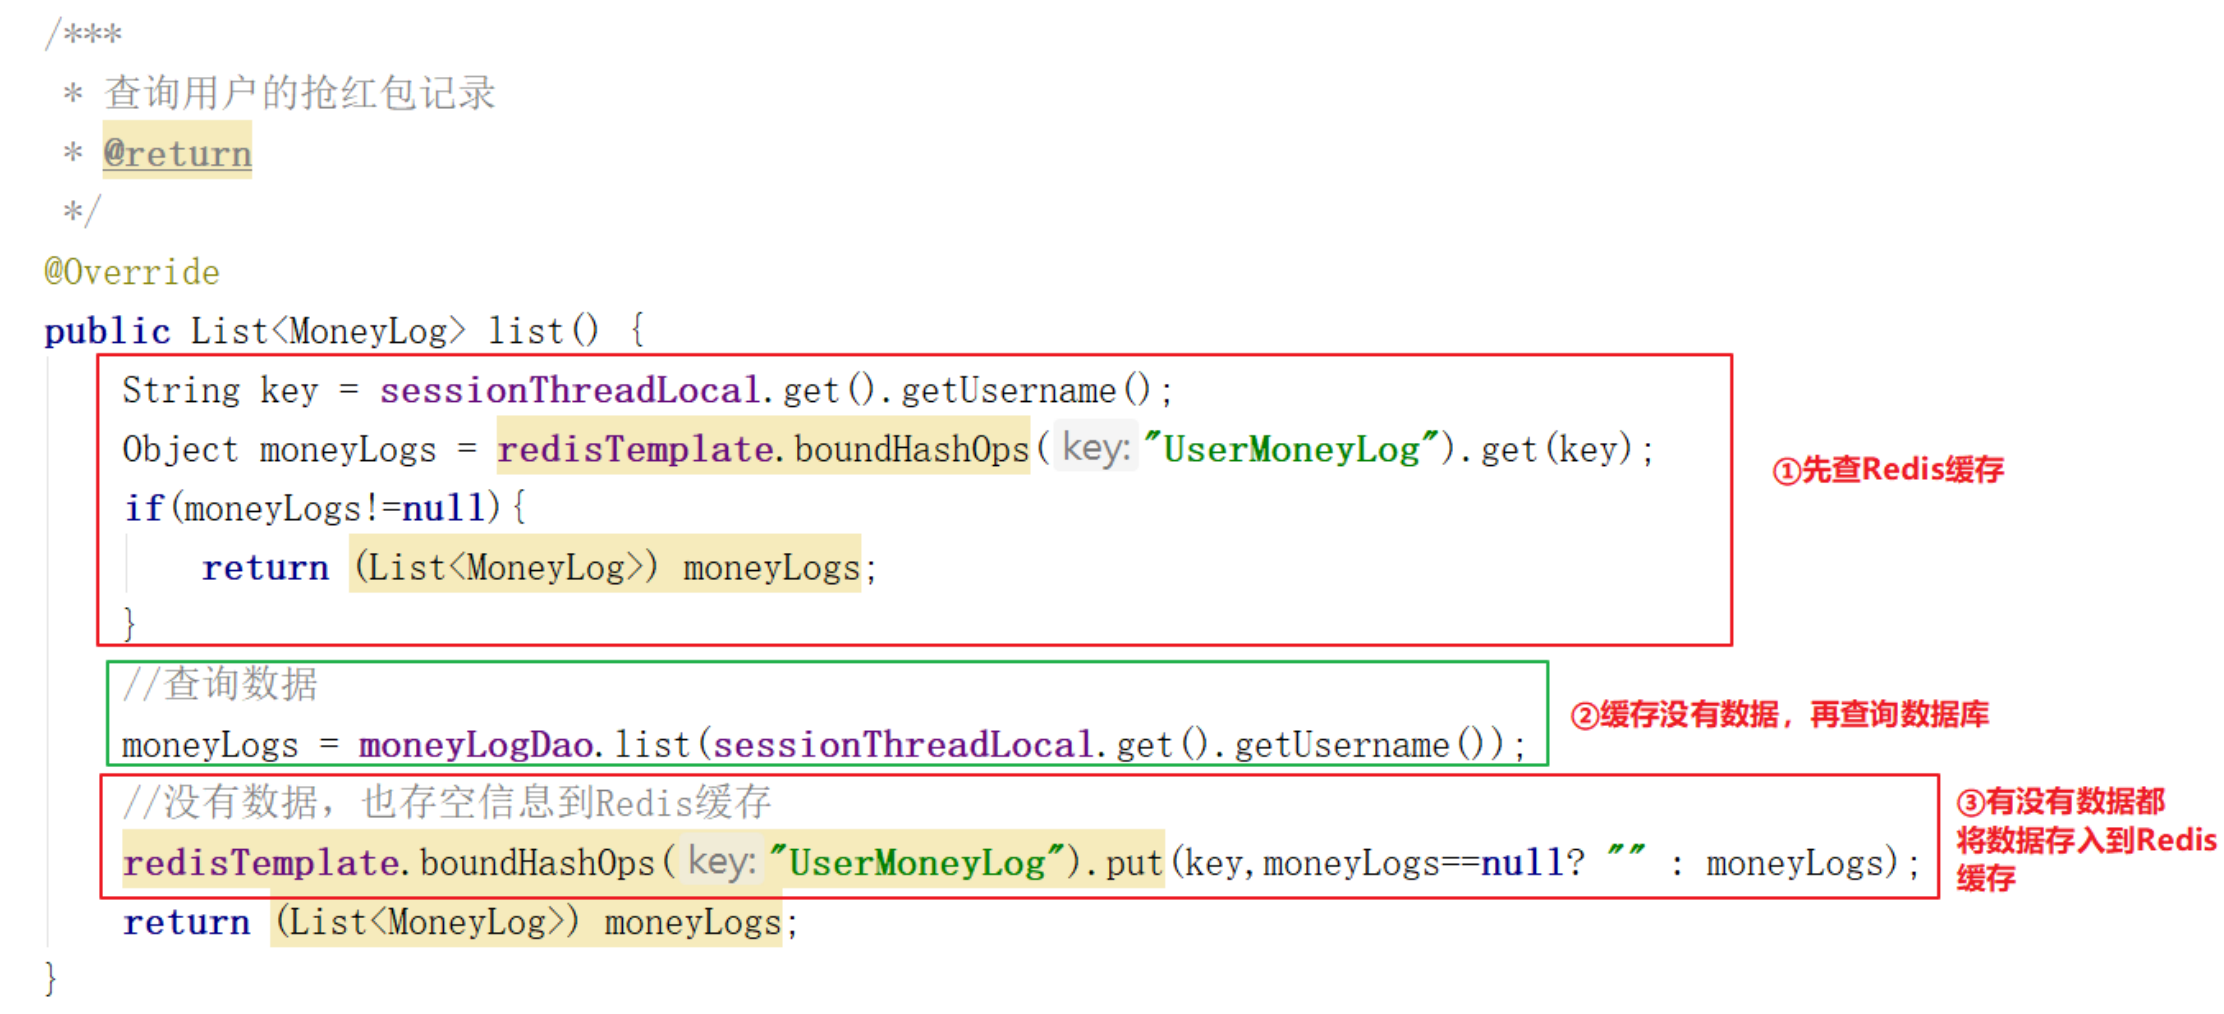 /***
* 查询用户的抢红包记录
* @return
*/
@Override
public List<MoneyLog> list() {
String key = sessionThreadLocal.get().getUsername();
Object moneyLogs = redisTemplate.boundHashOps( key: "UserMoneyLog").get(key);
if(moneyLogs!=null){
return (List<MoneyLog>) moneyLogs;
}
①先查Redis缓存
//查询数据
moneyLogs = moneyLogDao.list(sessionThreadLocal.get().getUsername());
②缓存没有数据，再查询数据库
//没有数据，也存空信息到Redis缓存
redisTemplate.boundHashOps( key: "UserMoneyLog").put(key,moneyLogs==null? "" : moneyLogs);
③有没有数据都
将数据存入到Redis
缓存
return (List<MoneyLog>) moneyLogs;
}